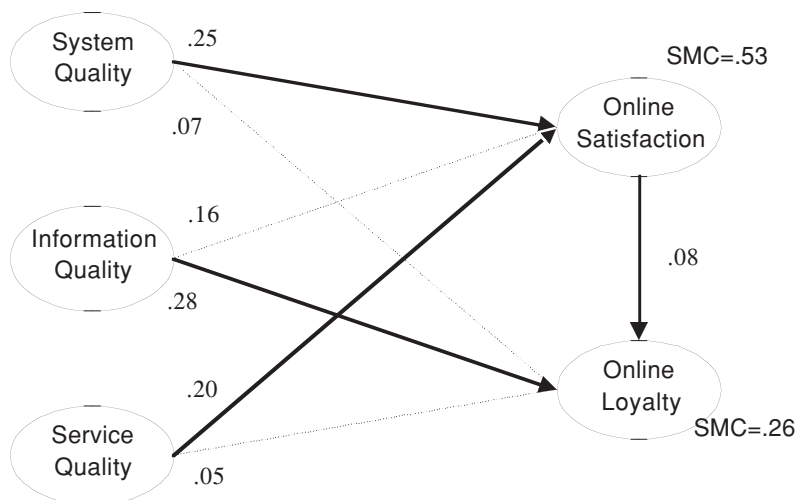 System
Quality
.25
.07
SMC=.53
Online
Satisfaction
Information
Quality
.16
.28
.08
Online
Loyalty
SMC=.26
Service
Quality
.20
.05